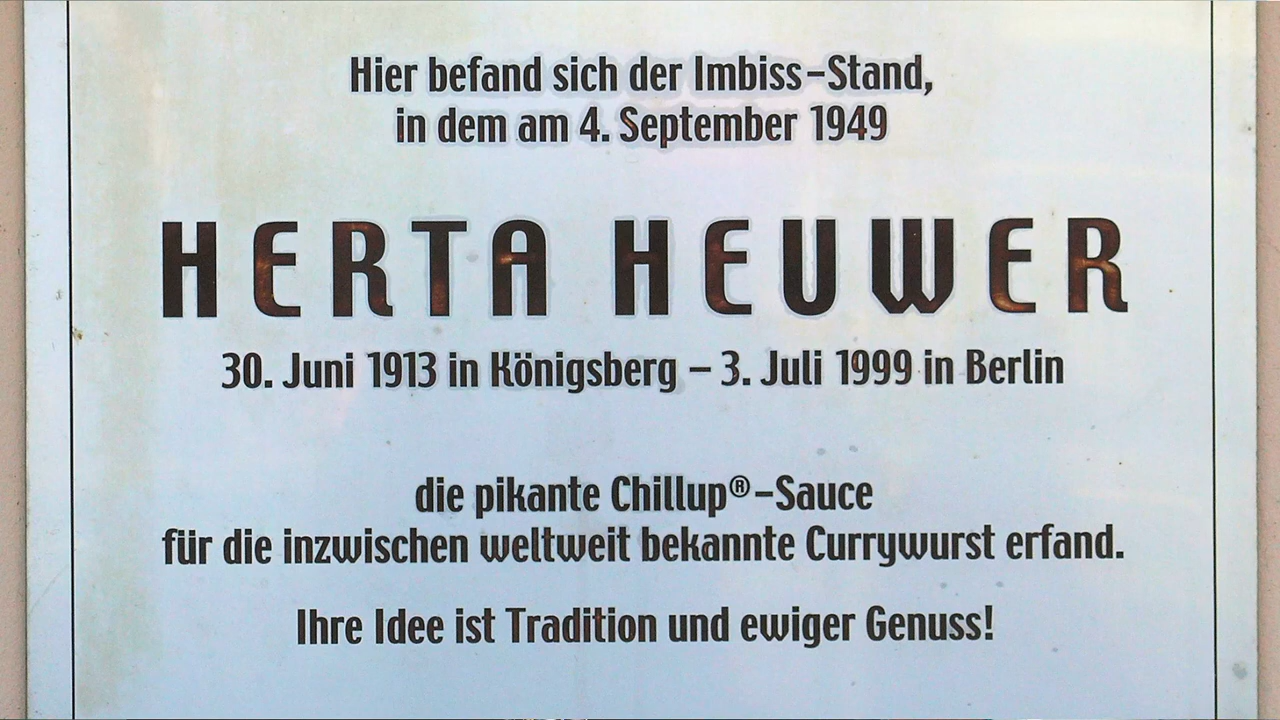 Hier befand sich der Imbiss-Stand,
in dem am 4. September 1949
HERTA HEUWER
30. Juni 1913 in Königsberg – 3. Juli 1999 in Berlin
die pikante Chillup®-Sauce
für die inzwischen weltweit bekannte Currywurst erfand.
Ihre Idee ist Tradition und ewiger Genuss!